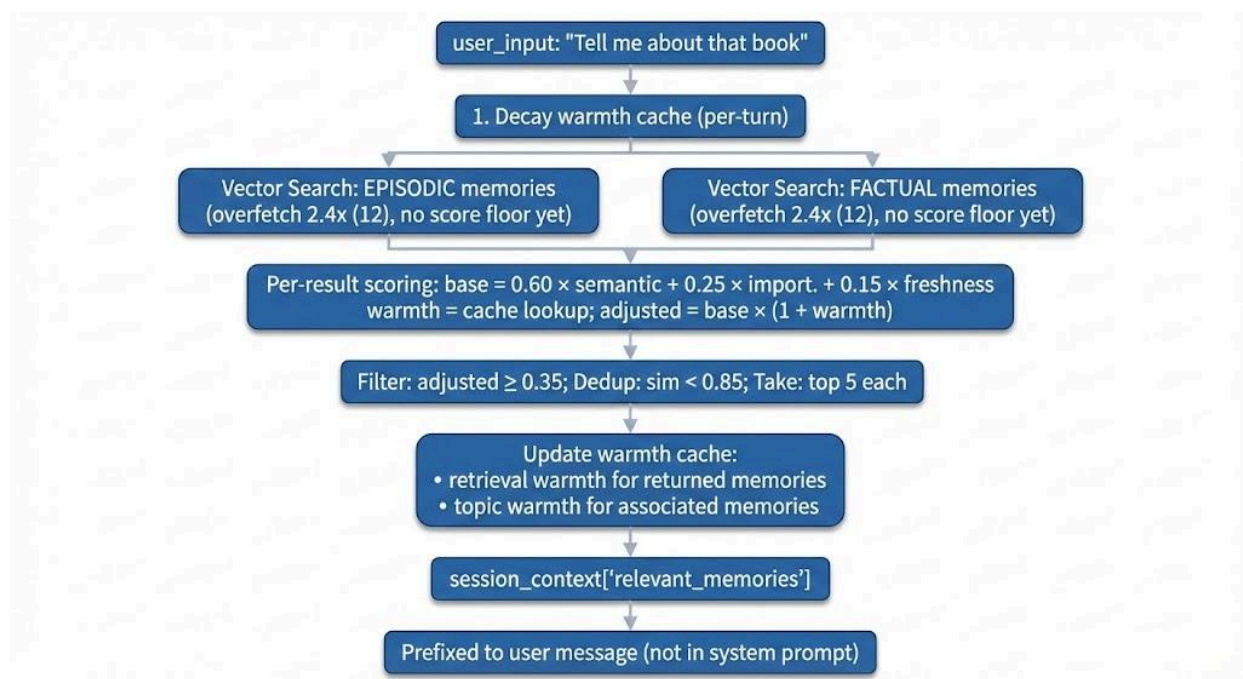 user_input: "Tell me about that book"
1. Decay warmth cache (per-turn)
Vector Search: EPISODIC memories
(overfetch 2.4x (12), no score floor yet)
Vector Search: FACTUAL memories
(overfetch 2.4x (12), no score floor yet)
Per-result scoring: base = 0.60 × semantic + 0.25 × import. + 0.15 × freshness
warmth = cache lookup; adjusted = base × (1 + warmth)
Filter: adjusted ≥ 0.35; Dedup: sim < 0.85; Take: top 5 each
Update warmth cache:
• retrieval warmth for returned memories
• topic warmth for associated memories
session_context[‘relevant_memories’]
Prefixed to user message (not in system prompt)